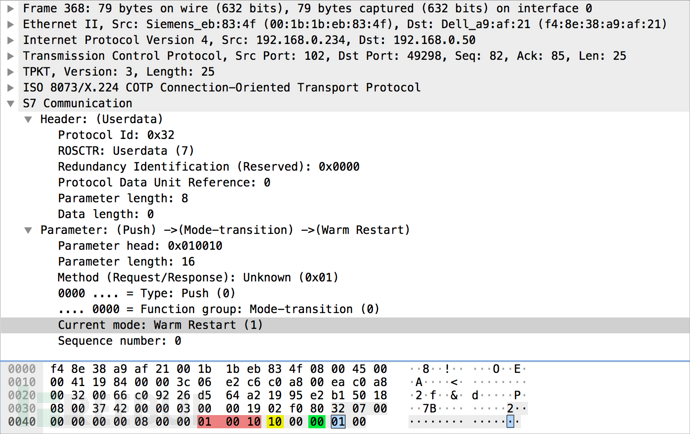 Frame 368: 79 bytes on wire (632 bits), 79 bytes captured (632 bits) on interface 0
Ethernet II, Src: Siemens_eb:83:4f (00:1b:1b:eb:83:4f), Dst: Dell_a9:af:21 (f4:8e:38:a9:af:21)
Internet Protocol Version 4, Src: 192.168.0.234, Dst: 192.168.0.50
Transmission Control Protocol, Src Port: 102, Dst Port: 49298, Seq: 82, Ack: 85, Len: 25
TPKT, Version: 3, Length: 25
ISO 8073/X.224 COTP Connection-Oriented Transport Protocol
S7 Communication
Header: (Userdata)
Protocol Id: 0x32
ROSCTR: Userdata (7)
Redundancy Identification (Reserved): 0x0000
Protocol Data Unit Reference: 0
Parameter length: 8
Data length: 0
Parameter: (Push) ->(Mode-transition) ->(Warm Restart)
Parameter head: 0x010010
Parameter length: 16
Method (Request/Response): Unknown (0x01)
0000 .... = Type: Push (0)
.... 0000 = Function group: Mode-transition (0)
Current mode: Warm Restart (1)
Sequence number: 0
0000 f4 8e 38 a9 af 21 00 1b 1b eb 83 4f 08 00 45 00 ··8··!·· ···O··E·
0010 00 41 19 84 00 00 3c 06 e2 c6 c0 a8 00 ea c0 a8 ·A····<· ········
0020 00 32 00 66 c0 92 26 d5 64 a2 19 95 e2 b1 50 18 ·2·f··&· d·····P·
0030 08 00 37 42 00 00 03 00 00 19 02 f0 80 32 07 00 ··7B···· ·····2··
0040 00 00 00 00 08 00 00 01 00 10 10 00 00 01 00 ········ ·······